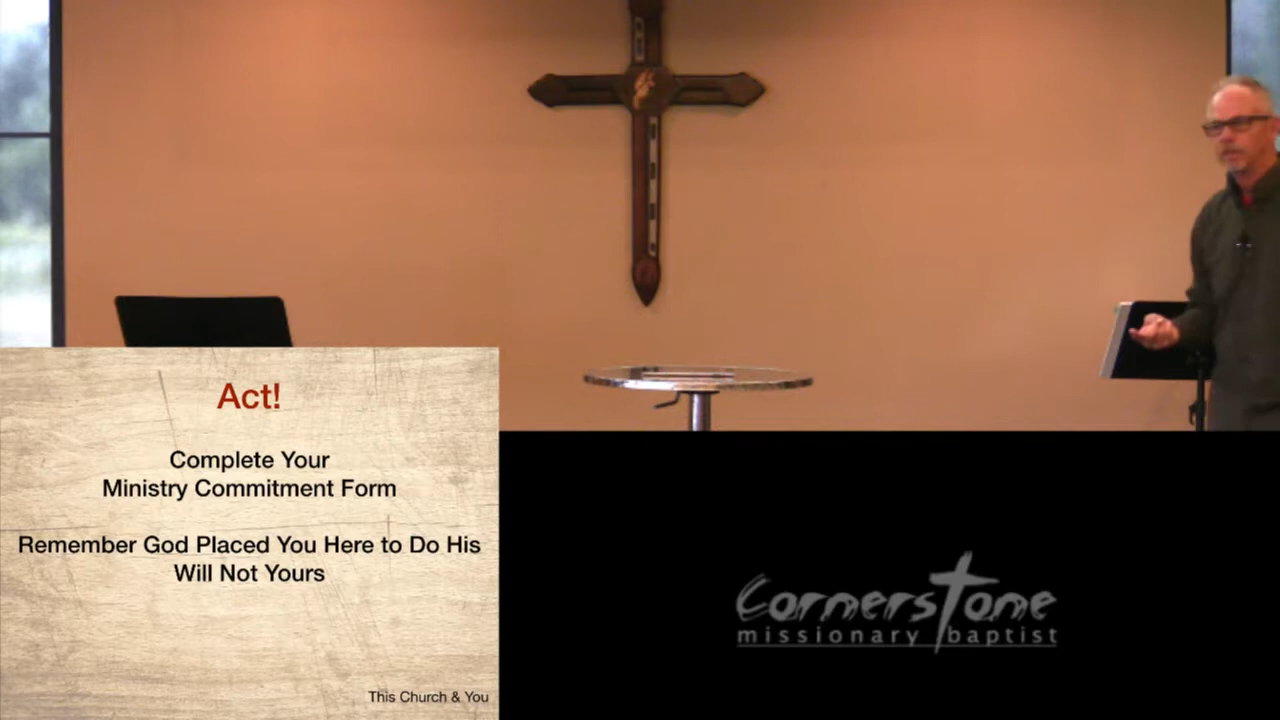 Act!
Complete Your
Ministry Commitment Form
Remember God Placed You Here to Do His
Will Not Yours
This Church & You
Cornerstone
missionary baptist